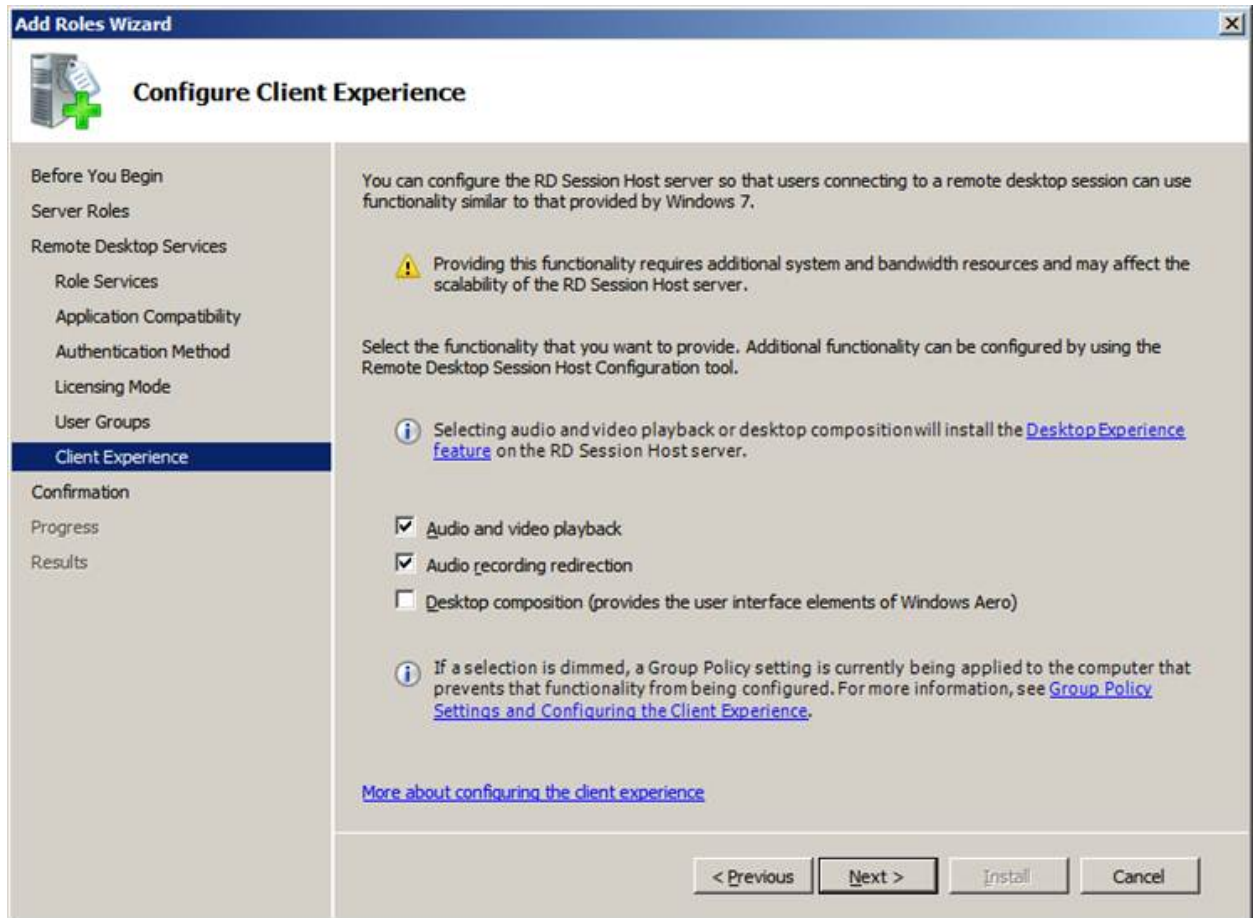 Add Roles Wizard
Configure Client Experience
Before You Begin
Server Roles
Remote Desktop Services
Role Services
Application Compatibility
Authentication Method
Licensing Mode
User Groups
Client Experience
Confirmation
Progress
Results
You can configure the RD Session Host server so that users connecting to a remote desktop session can use
functionality similar to that provided by Windows 7.
Providing this functionality requires additional system and bandwidth resources and may affect the
scalability of the RD Session Host server.
Select the functionality that you want to provide. Additional functionality can be configured by using the
Remote Desktop Session Host Configuration tool.
Selecting audio and video playback or desktop composition will install the Desktop Experience
feature on the RD Session Host server.
Audio and video playback
Audio recording redirection
Desktop composition (provides the user interface elements of Windows Aero)
If a selection is dimmed, a Group Policy setting is currently being applied to the computer that
prevents that functionality from being configured. For more information, see Group Policy
Settings and Configuring the Client Experience.
More about configuring the client experience
< Previous
Next >
Install
Cancel